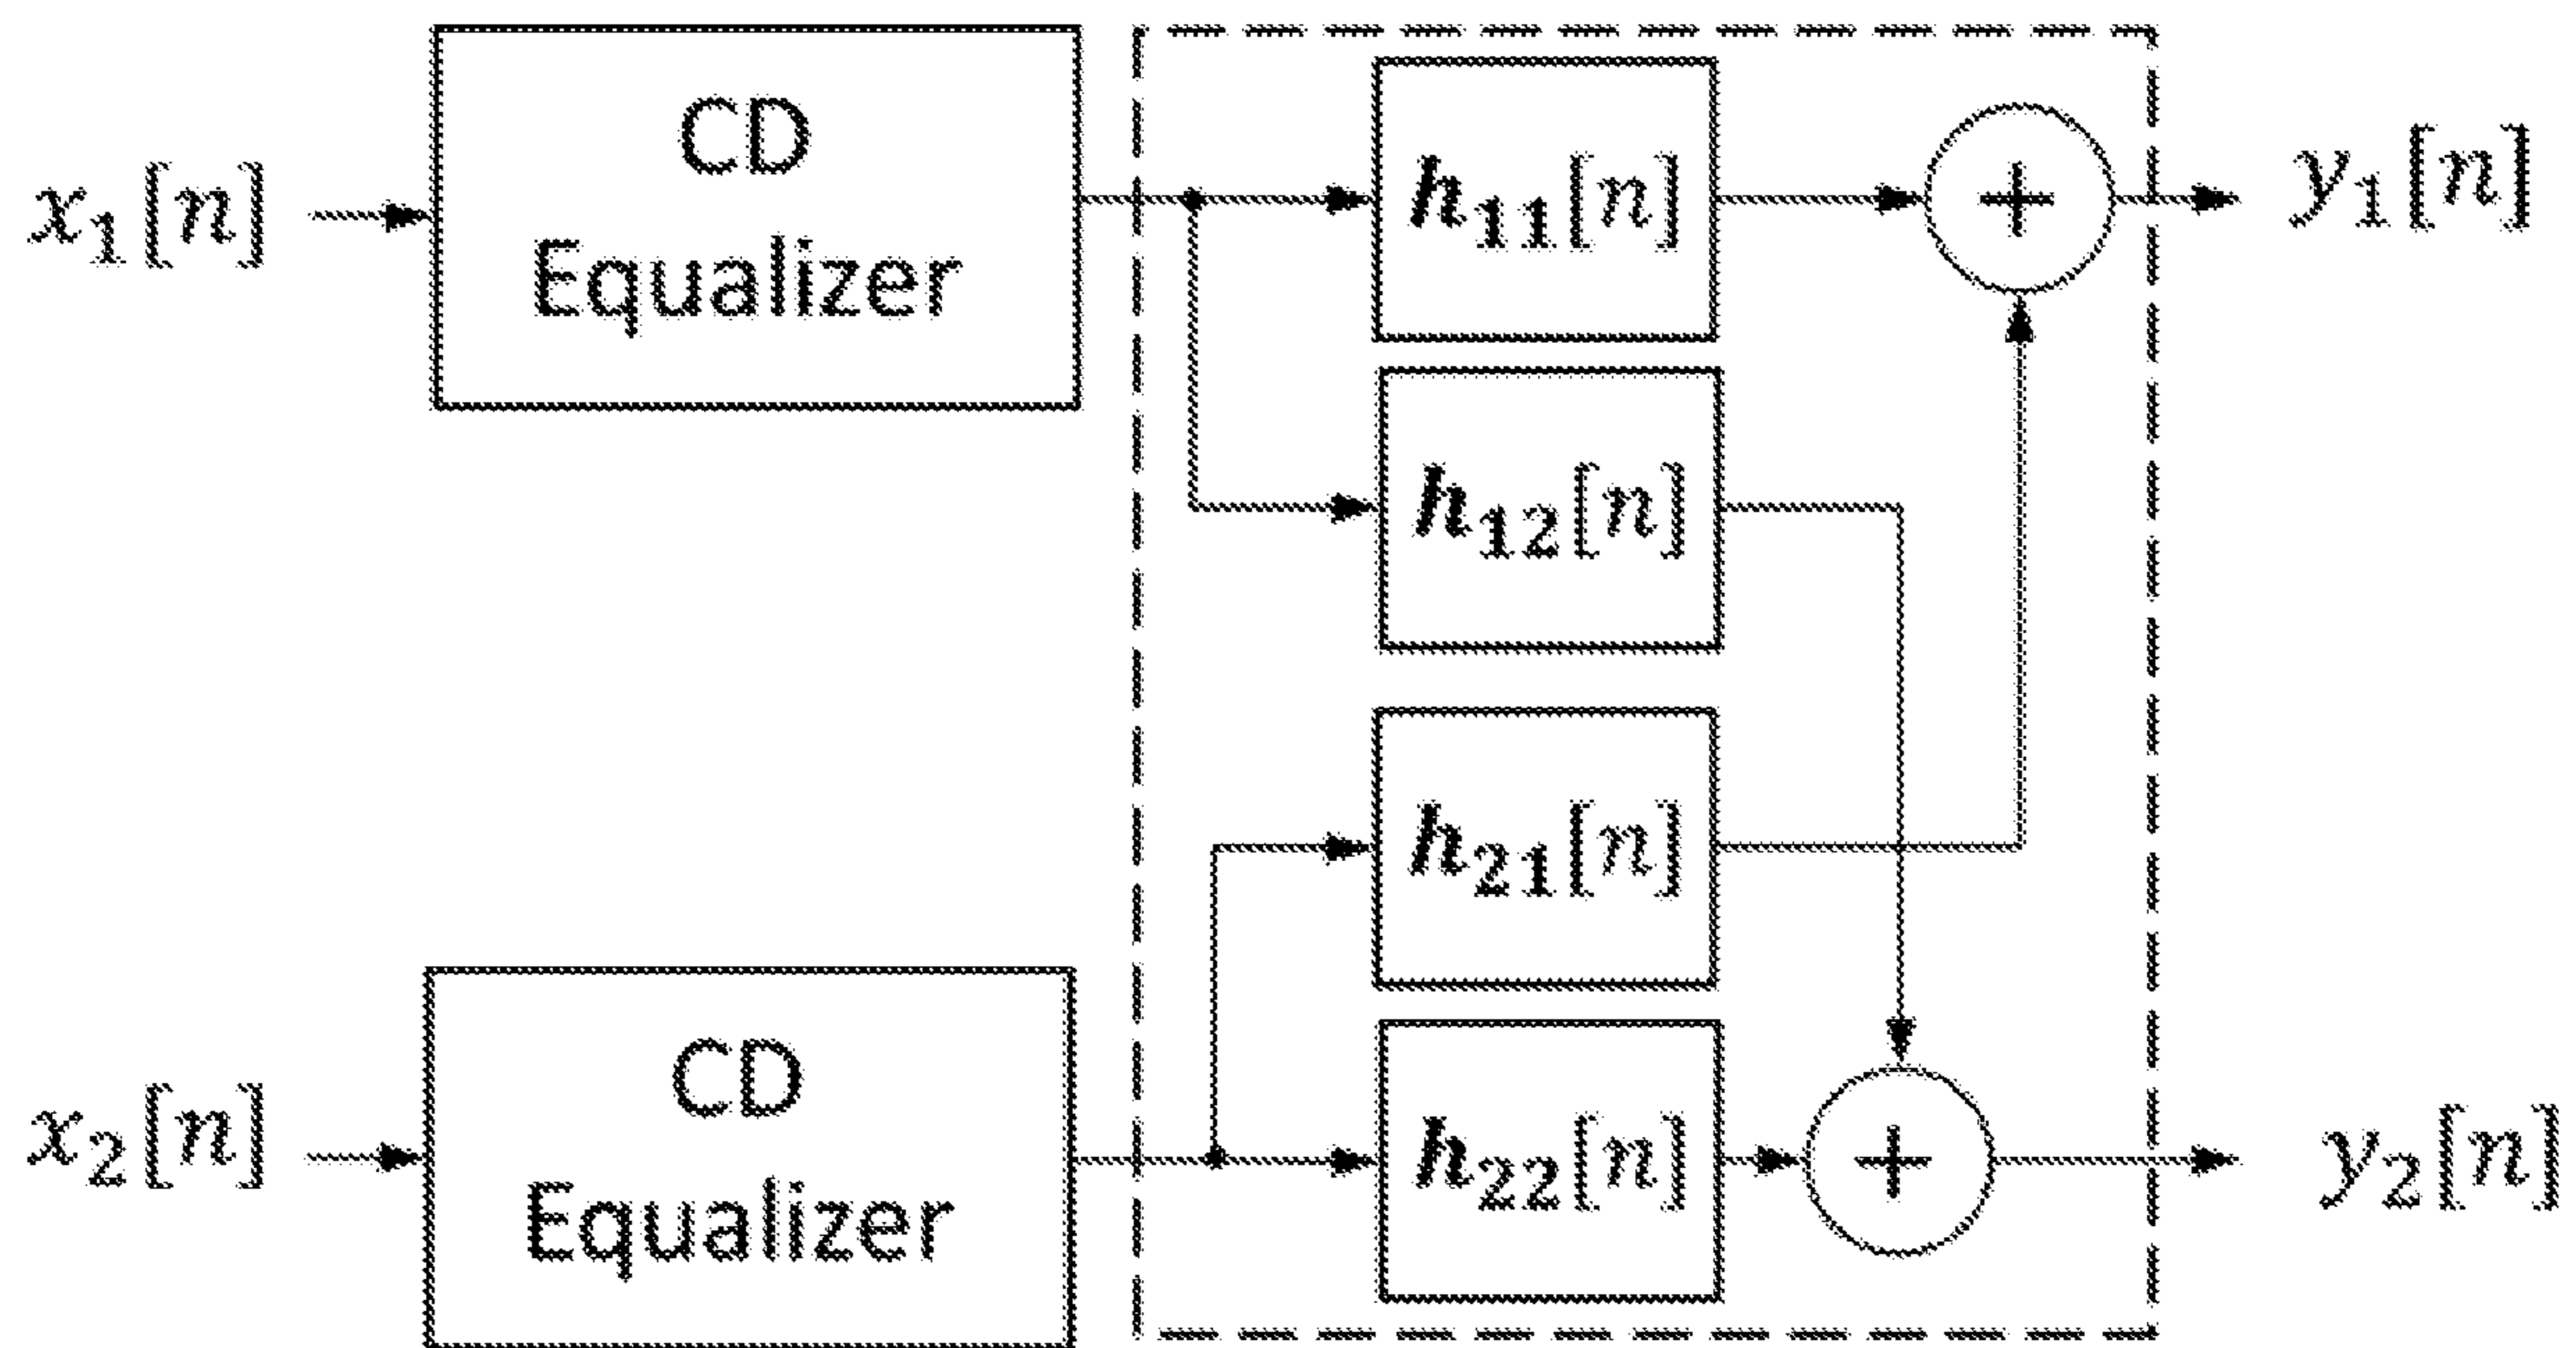 CD
Equalizer
x₁[n]
h₁₁[n]
+
y₁[n]
h₁₂[n]
h₂₁[n]
CD
Equalizer
x₂[n]
h₂₂[n]
+
y₂[n]